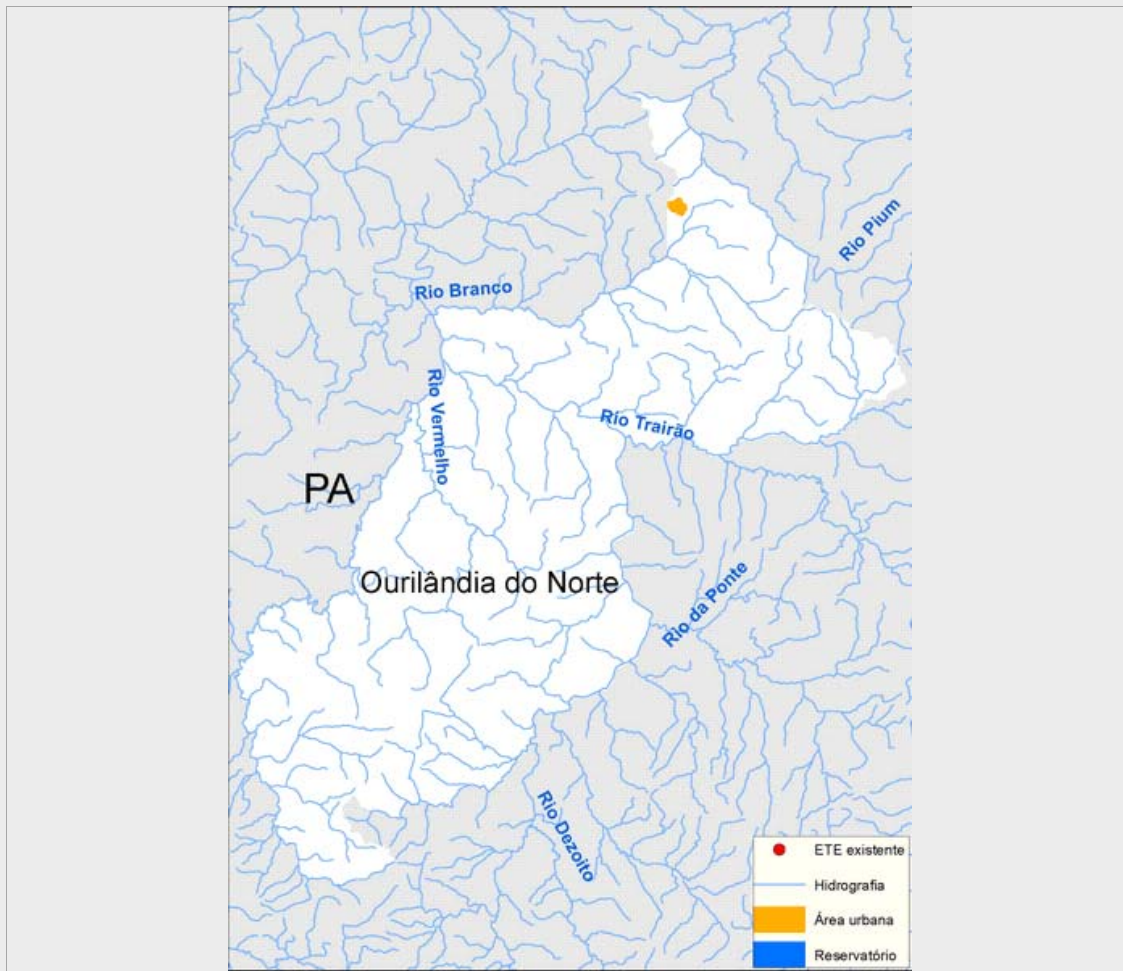 Rio Pium
Rio Branco
Rio Vermelho
Rio Trairão
PA
Ourilândia do Norte
Rio da Ponte
Rio Dezoito
ETE existente
Hidrografia
Área urbana
Reservatório